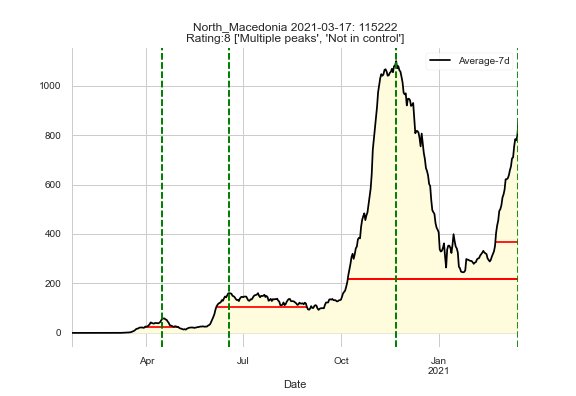 North_Macedonia 2021-03-17: 115222
Rating:8 ['Multiple peaks', 'Not in control']
Average-7d
1000
800
600
400
200
0
Apr
Jul
Oct
Jan
2021
Date